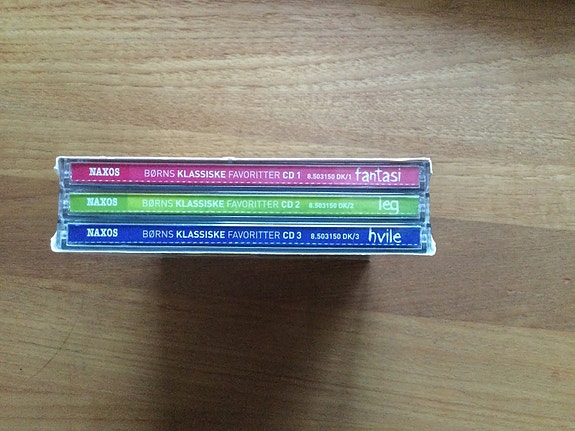 NAXOS BØRNS KLASSISKE FAVORITTER CD 1 8.503150 DK/1 fantasi
NAXOS BØRNS KLASSISKE FAVORITTER CD 2 8.503150 DK/2 leg
NAXOS BØRNS KLASSISKE FAVORITTER CD 3 8.503150 DK/3 hvile